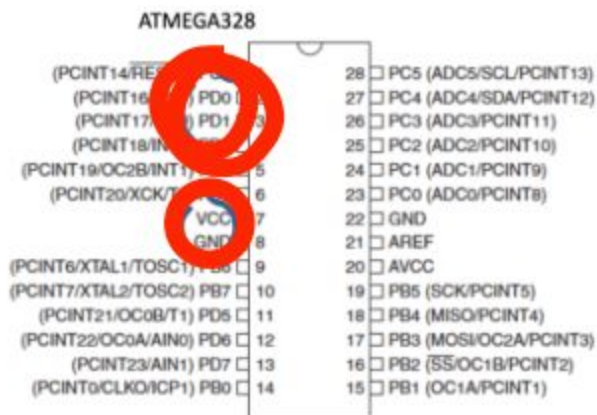 ATMEGA328
(PCINT14/RE
(PCINT16/ ) PD0
(PCINT17/ ) PD1 3
(PCINT18/IN
(PCINT19/OC2B/INT1) 5
(PCINT20/XCK/T 6
VCC 7
GND 8
(PCINT6/XTAL1/TOSC1) PB6 9
(PCINT7/XTAL2/TOSC2) PB7 10
(PCINT21/OC0B/T1) PD5 11
(PCINT22/OC0A/AIN0) PD6 12
(PCINT23/AIN1) PD7 13
(PCINT0/CLKO/ICP1) PB0 14
28 PC5 (ADC5/SCL/PCINT13)
27 PC4 (ADC4/SDA/PCINT12)
26 PC3 (ADC3/PCINT11)
25 PC2 (ADC2/PCINT10)
24 PC1 (ADC1/PCINT9)
23 PC0 (ADC0/PCINT8)
22 GND
21 AREF
20 AVCC
19 PB5 (SCK/PCINT5)
18 PB4 (MISO/PCINT4)
17 PB3 (MOSI/OC2A/PCINT3)
16 PB2 (SS/OC1B/PCINT2)
15 PB1 (OC1A/PCINT1)